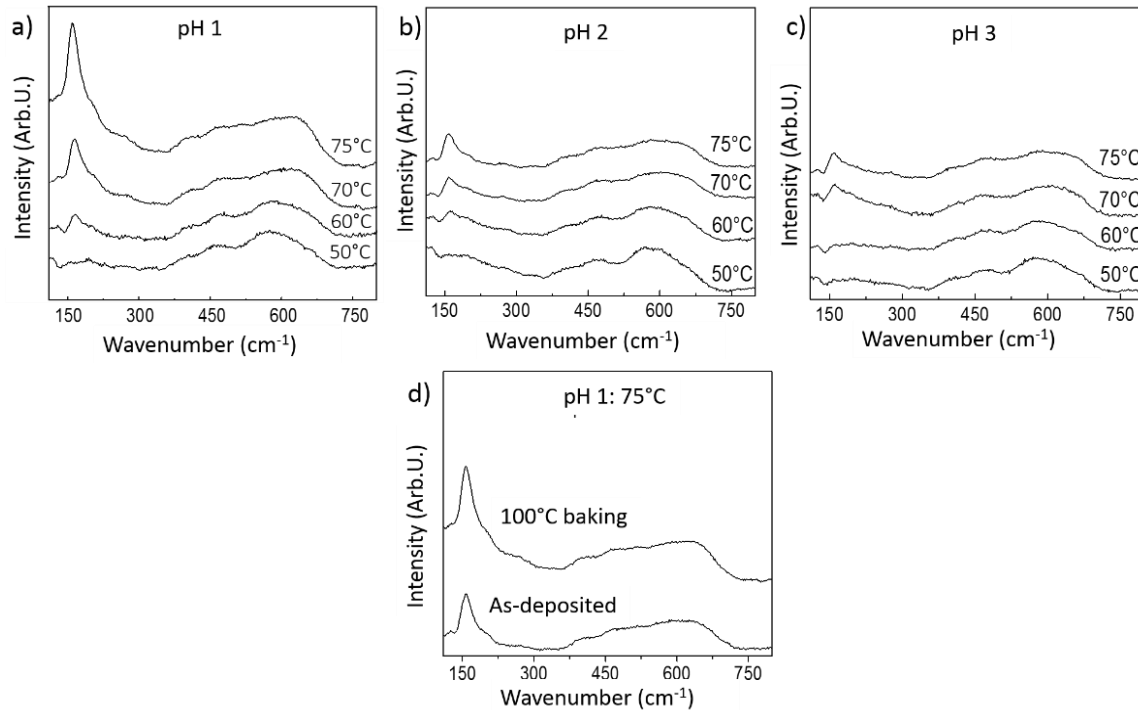 a)
pH 1
Intensity (Arb.U.)
75°C
70°C
60°C
50°C
150 300 450 600 750
Wavenumber (cm⁻¹)
b)
pH 2
Intensity (Arb.U.)
75°C
70°C
60°C
50°C
150 300 450 600 750
Wavenumber (cm⁻¹)
c)
pH 3
Intensity (Arb.U.)
75°C
70°C
60°C
50°C
150 300 450 600 750
Wavenumber (cm⁻¹)
d)
pH 1: 75°C
Intensity (Arb.U.)
100°C baking
As-deposited
150 300 450 600 750
Wavenumber (cm⁻¹)